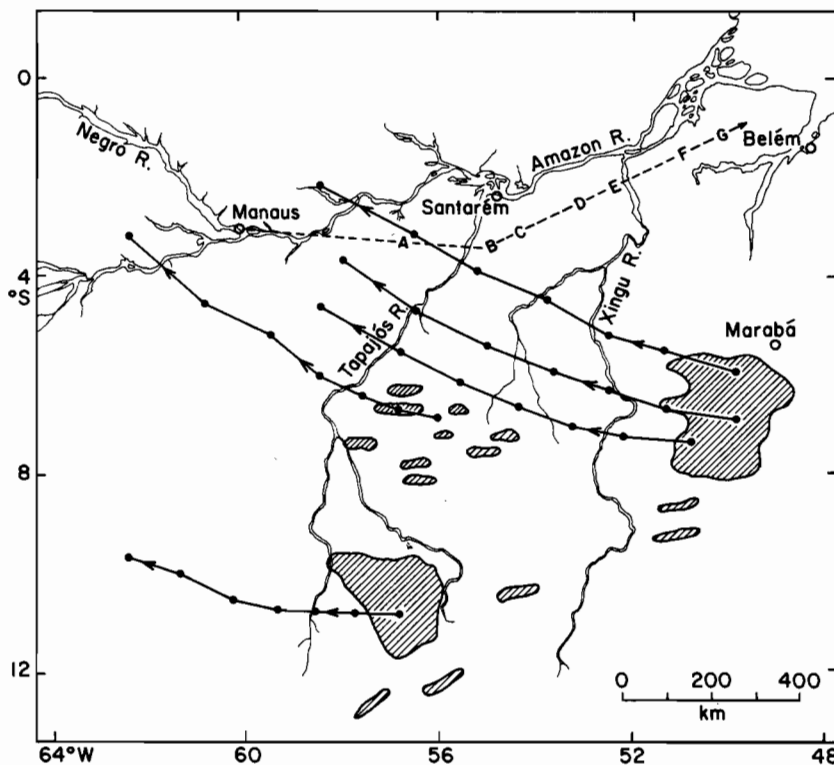 0
4
°S
8
12
64°W
60
56
52
48
Negro R.
Manaus
Santarém
Amazon R.
Belém
A
B
C
D
E
F
G
Tapajós R.
Xingu R.
Marabá
0 200 400
km